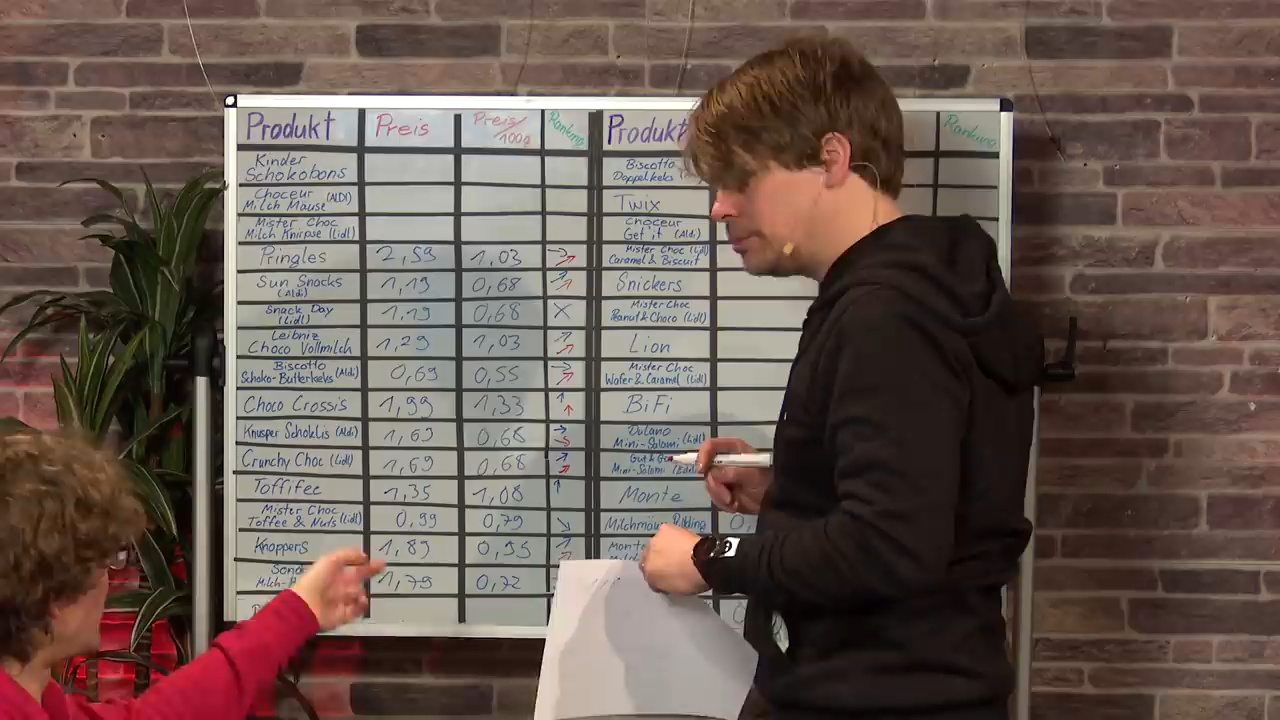 Produkt Preis Preis/100g Ranking Produkt Ranking
Kinder
Schokobons
Choceur (ALDI)
Milch Mäuse
Mister Choc
Milch Knirpse (Lidl)
Pringles 2,59 1,03
Sun Snacks
(Aldi) 1,19 0,68
Snack Day
(Lidl) 1,19 0,68 X
Leibniz
Choco Vollmilch 1,29 1,03
Biscotto
Schoko-Butterkeks (Aldi) 0,69 0,55
Choco Crossis 1,99 1,33
Knusper Schoklis (Aldi) 1,69 0,68
Crunchy Choc (Lidl) 1,69 0,68
Toffifee 1,35 1,08
Mister Choc
Toffee & Nuts (Lidl) 0,99 0,79
Knoppers 1,89 0,95
1,79 0,72
Biscotto
Doppelkeks
TWIX
Choceur
Get it (Aldi)
Mister Choc (Lidl)
Caramel & Biscuit
Snickers
Mister Choc
Peanut & Choco (Lidl)
Lion
Mister Choc
Wafer & Caramel (Lidl)
BiFi
Dulano
Mini-Salami (Lidl)
Mini-Salami
Monte